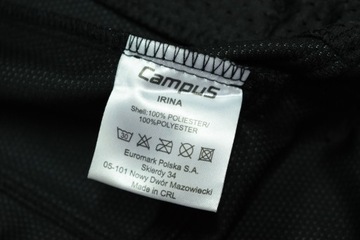 CampuS
IRINA
Shell:100% POLIESTER/
100%POLYESTER
30
Euromark Polska S.A.
Skierdy 34
05-101 Nowy Dwór Mazowiecki
Made in CRL